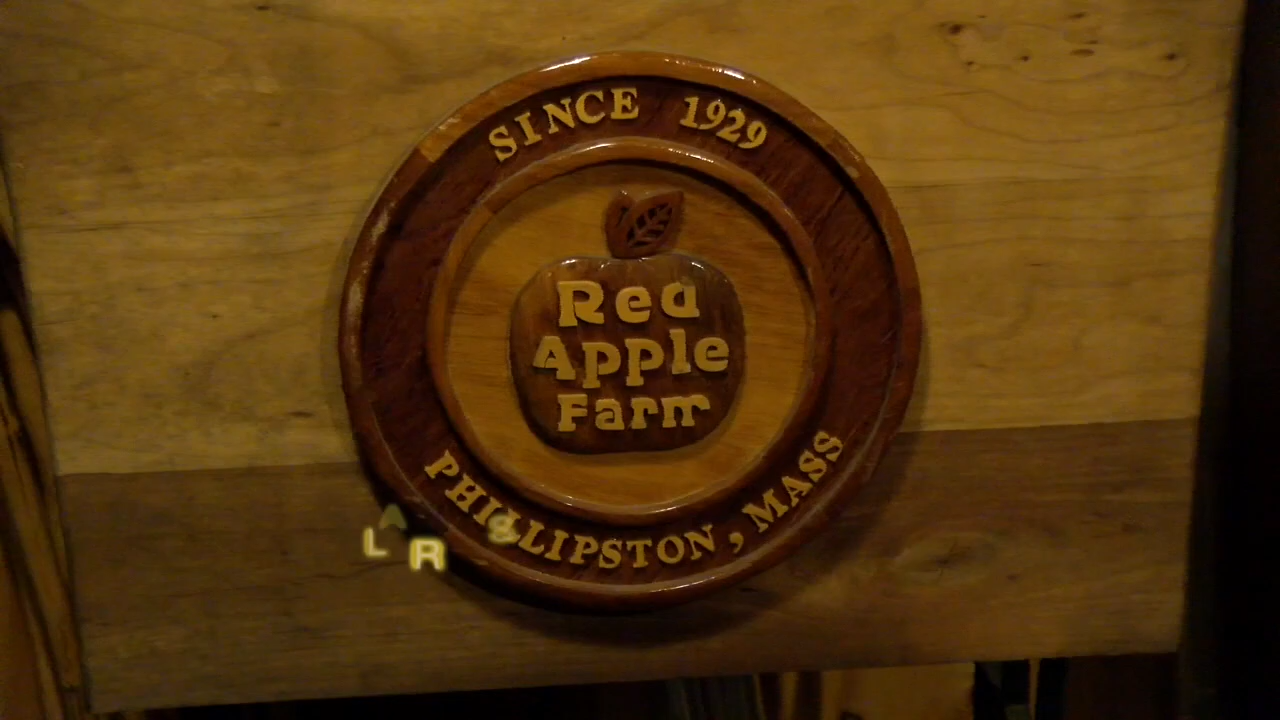 SINCE 1929
Red
Apple
Farm
PHILLIPSTON, MASS
L R